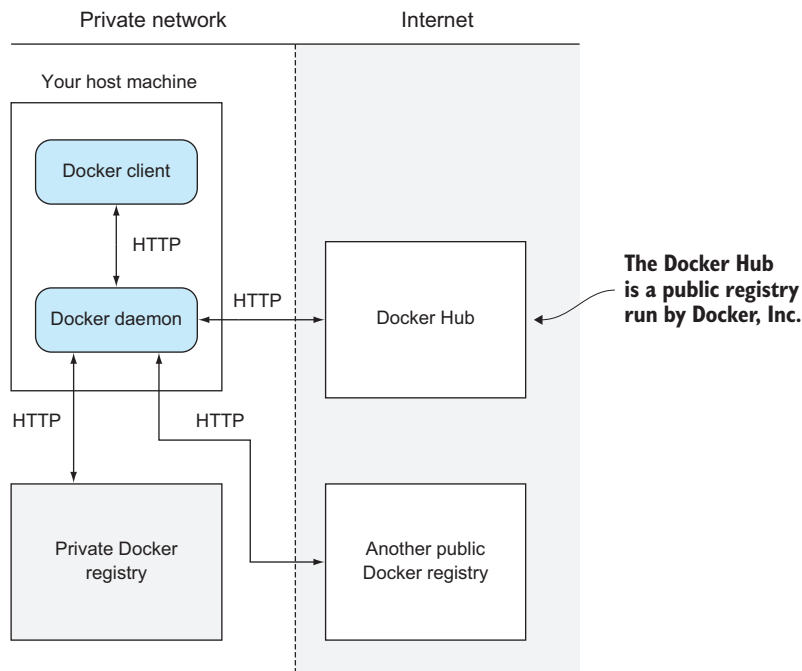 Private network
Internet
Your host machine
Docker client
HTTP
Docker daemon
HTTP
Docker Hub
The Docker Hub
is a public registry
run by Docker, Inc.
HTTP
HTTP
Private Docker
registry
Another public
Docker registry